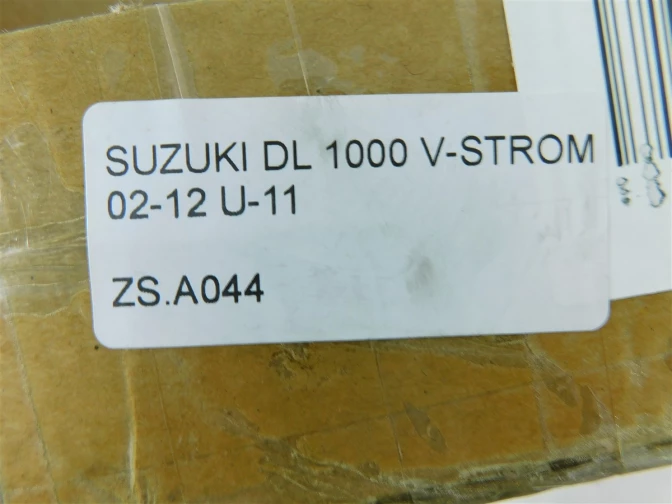 SUZUKI DL 1000 V-STROM
02-12 U-11
ZS.A044